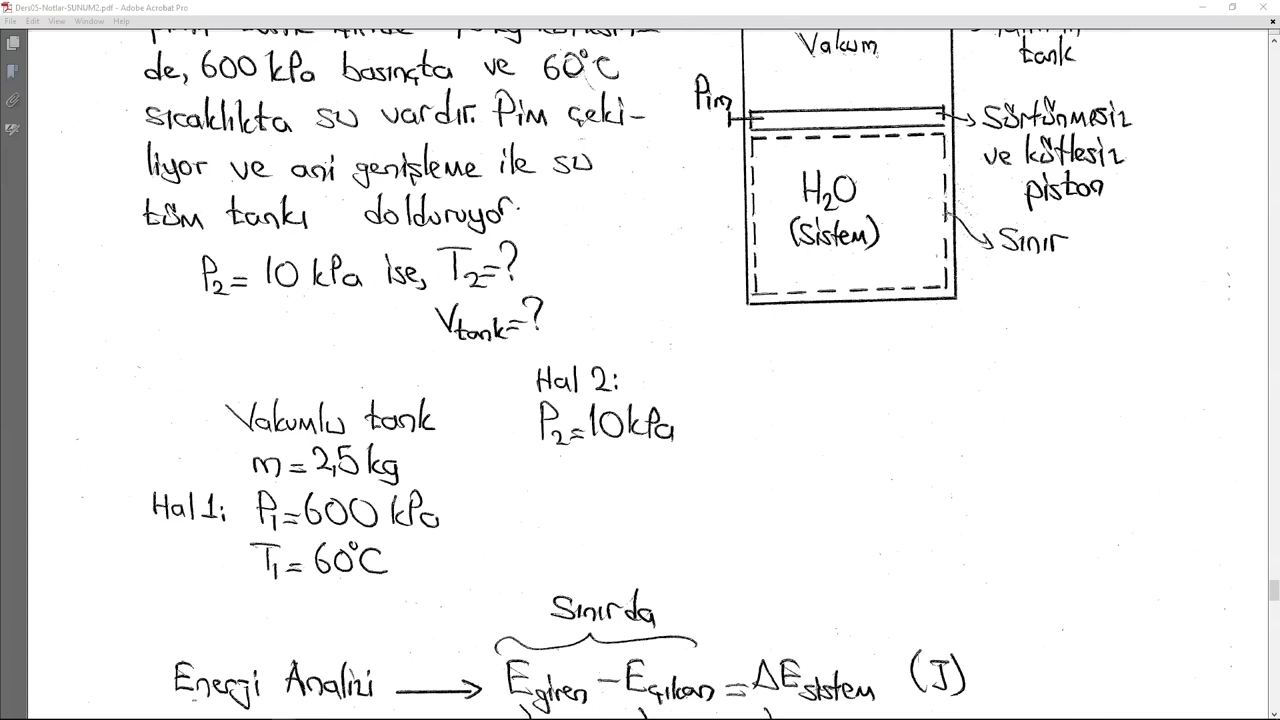 Ders05-Notlar-SUNUM2.pdf - Adobe Acrobat Pro
File Edit View Window Help
de, 600 kPa basınçta ve 60°C
sıcaklıkta su vardır. Pim çeki-
liyor ve ani genişleme ile su
tüm tankı dolduruyor.
P2 = 10 kPa ise, T2 = ?
Vtank = ?
Vakum
tank
Pim
Sürtünmesiz
ve kütlesiz
piston
H2O
(Sistem)
Sınır
Hal 2:
P2 = 10 kPa
Vakumlu tank
m = 2,5 kg
Hal 1: P1 = 600 kPa
T1 = 60°C
Sınırda
Enerji Analizi → Egiren - Eçıkan = ΔEsistem (J)